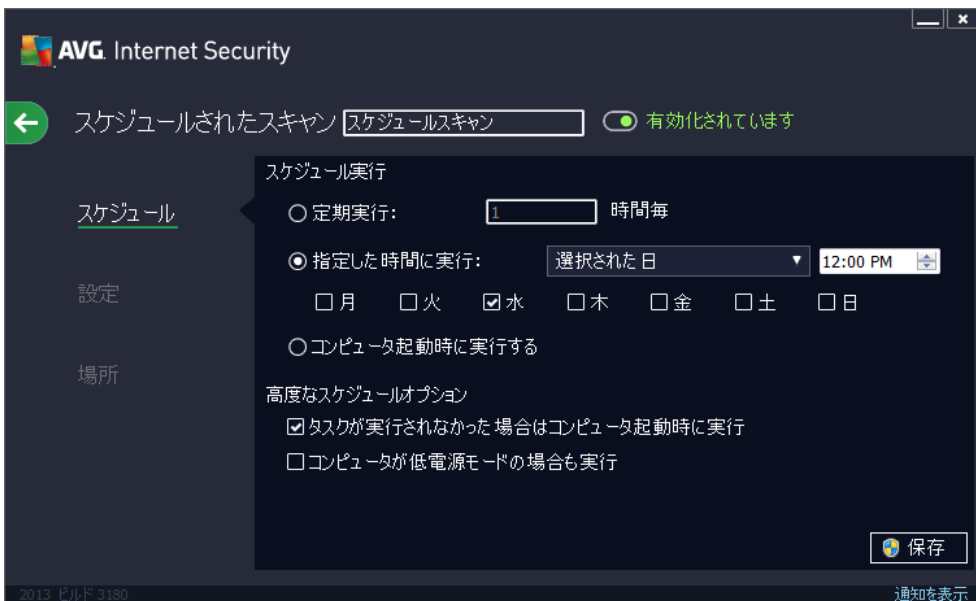 AVG. Internet Security
スケジュールされたスキャン スケジュールスキャン 有効化されています
スケジュール
設定
場所
スケジュール実行
定期実行: 1 時間毎
指定した時間に実行: 選択された日 12:00 PM
月 火 水 木 金 土 日
コンピュータ起動時に実行する
高度なスケジュールオプション
タスクが実行されなかった場合はコンピュータ起動時に実行
コンピュータが低電源モードの場合も実行
保存
2013 ビルド 3180 通知を表示